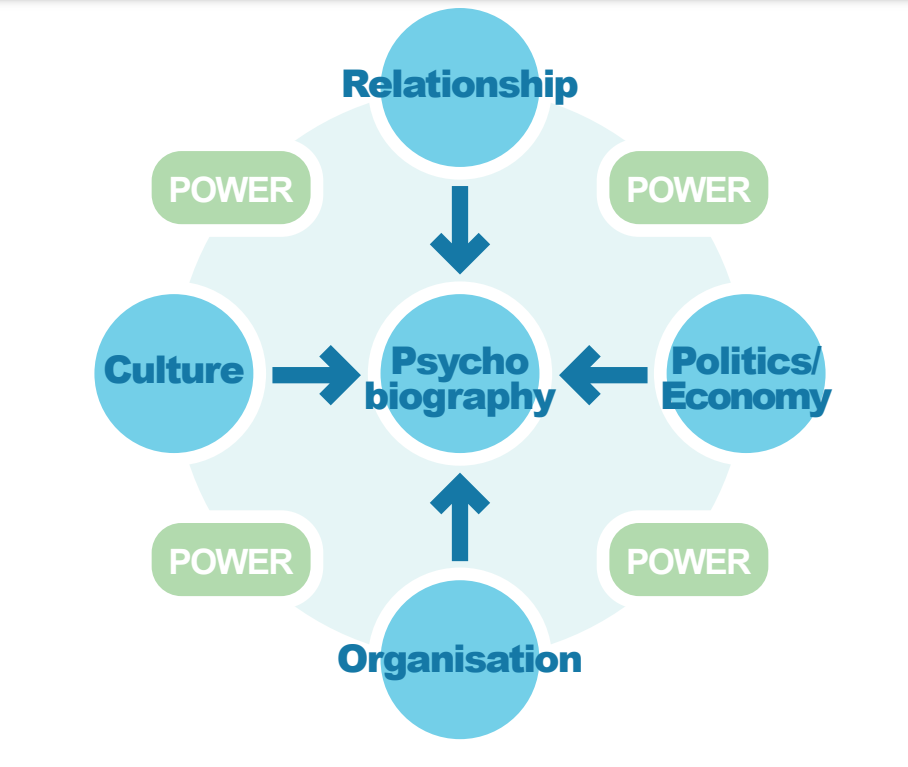 Relationship
POWER
POWER
Culture
Psycho
biography
Politics/
Economy
POWER
POWER
Organisation